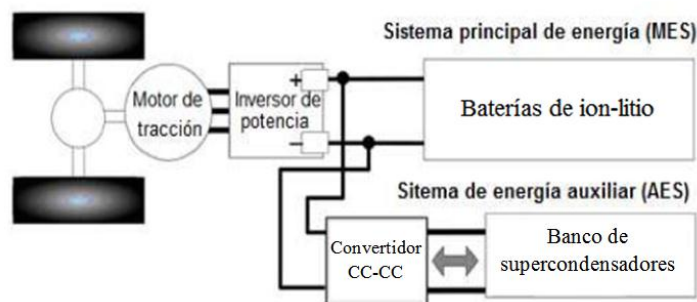 Sistema principal de energía (MES)
Motor de
tracción
Inversor de
potencia
+
−
Baterías de ion-litio
Sitema de energía auxiliar (AES)
Convertidor
CC-CC
Banco de
supercondensadores